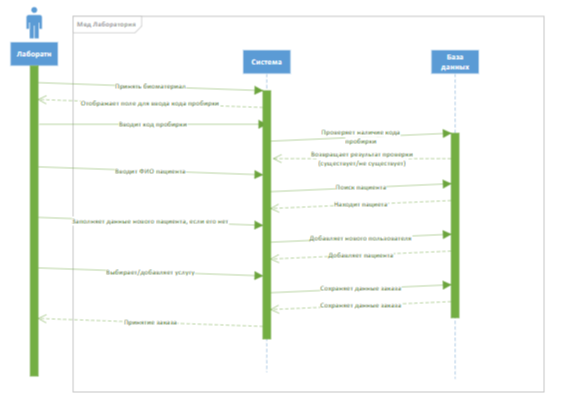 Мед.Лаборатория
Лаборати
Система
База
данных
Принять биоматериал
Отображает поле для ввода кода пробирки
Вводит код пробирки
Проверяет наличие кода
пробирки
Возвращает результат проверки
(существует/не существует)
Вводит ФИО пациента
Поиск пациента
Находит пациента
Заполняет данные нового пациента, если его нет
Добавляет нового пользователя
Добавляет пациента
Выбирает/добавляет услугу
Сохраняет данные заказа
Сохраняет данные заказа
Принятие заказа